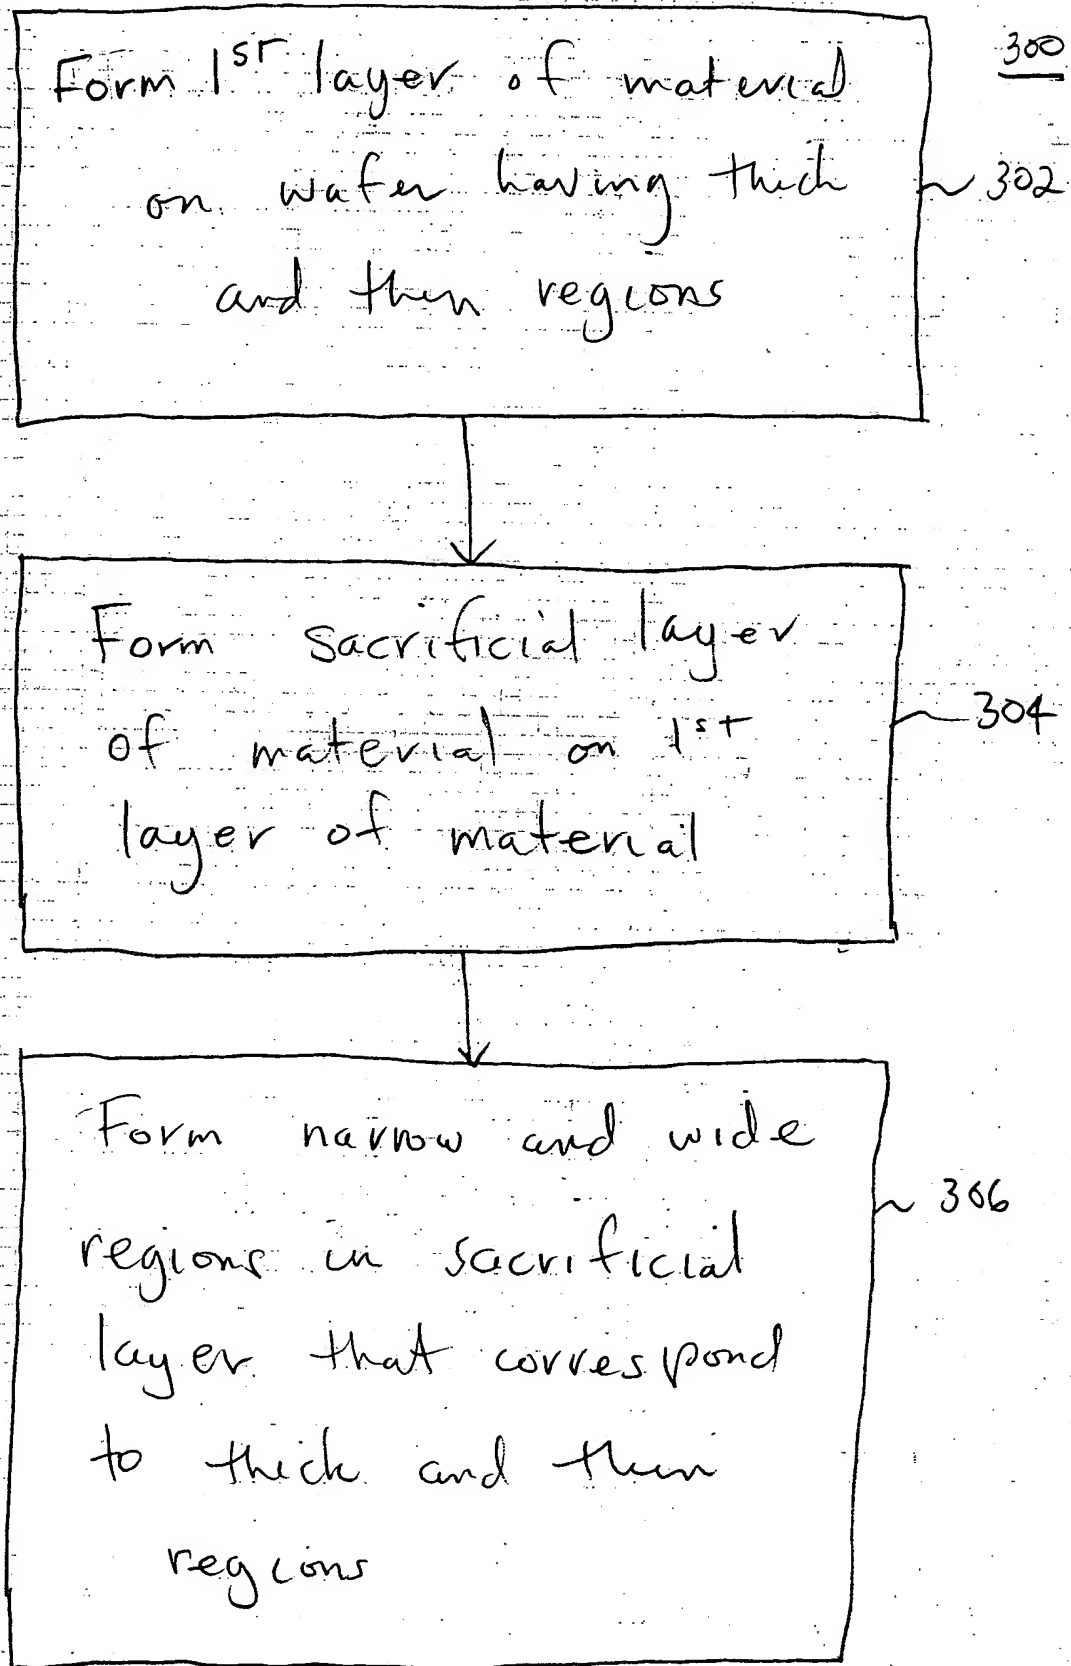 300
Form 1st layer of material
on wafer having thick
and thin regions
302
Form sacrificial layer
of material on 1st
layer of material
304
Form narrow and wide
regions in sacrificial
layer that correspond
to thick and thin
regions
306